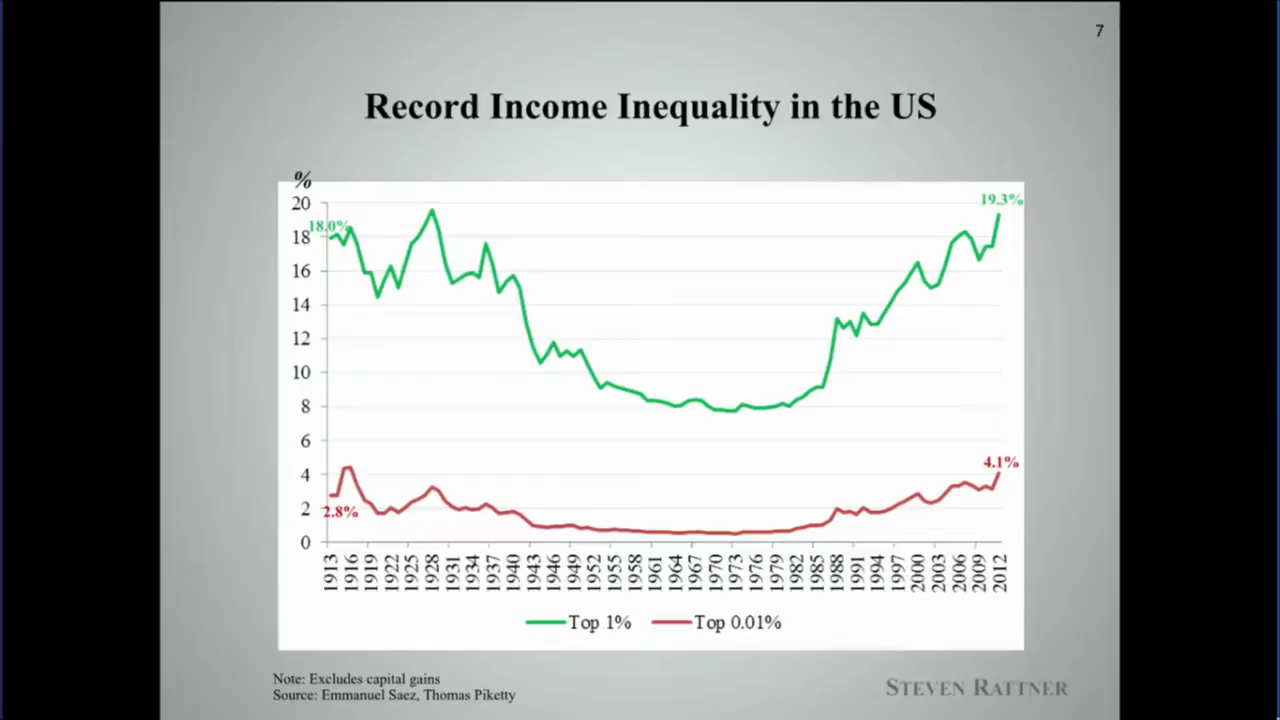 7
Record Income Inequality in the US
%
20
18
16
14
12
10
8
6
4
2
0
18.0%
19.3%
2.8%
4.1%
1913 1916 1919 1922 1925 1928 1931 1934 1937 1940 1943 1946 1949 1952 1955 1958 1961 1964 1967 1970 1973 1976 1979 1982 1985 1988 1991 1994 1997 2000 2003 2006 2009 2012
Top 1% Top 0.01%
Note: Excludes capital gains
Source: Emmanuel Saez, Thomas Piketty
STEVEN RATTNER